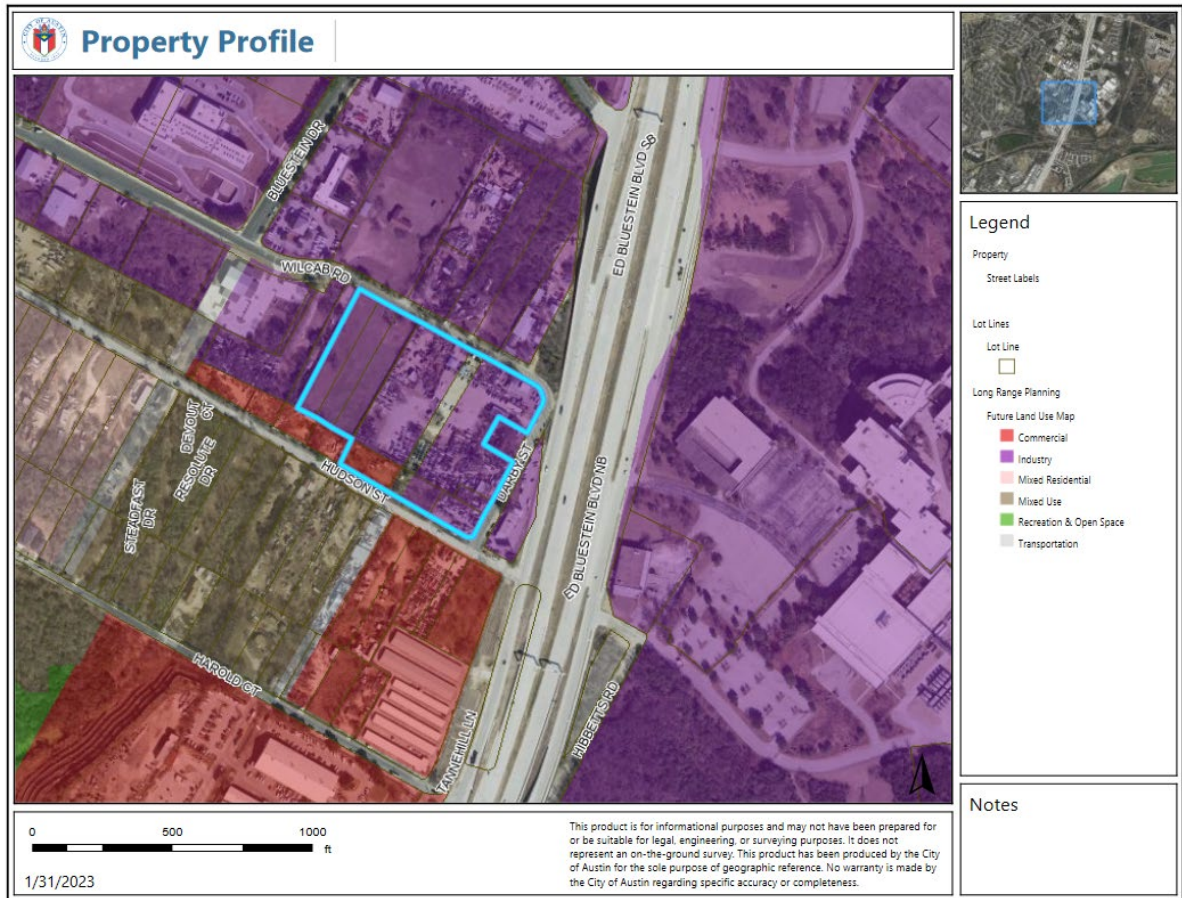 CITY OF AUSTIN
Property Profile
BLUESTEIN DR
ED BLUESTEIN BLVD SB
WILCAB RD
DEVOUT CT
RESOLUTE DR
STEADFAST DR
HUDSON ST
DARBY ST
ED BLUESTEIN BLVD NB
HAROLD CT
TANNEHILL LN
HIBBETTS RD
Legend
Property
Street Labels
Lot Lines
Lot Line
Long Range Planning
Future Land Use Map
Commercial
Industry
Mixed Residential
Mixed Use
Recreation & Open Space
Transportation
Notes
0 500 1000
ft
1/31/2023
This product is for informational purposes and may not have been prepared for
or be suitable for legal, engineering, or surveying purposes. It does not
represent an on-the-ground survey. This product has been produced by the City
of Austin for the sole purpose of geographic reference. No warranty is made by
the City of Austin regarding specific accuracy or completeness.